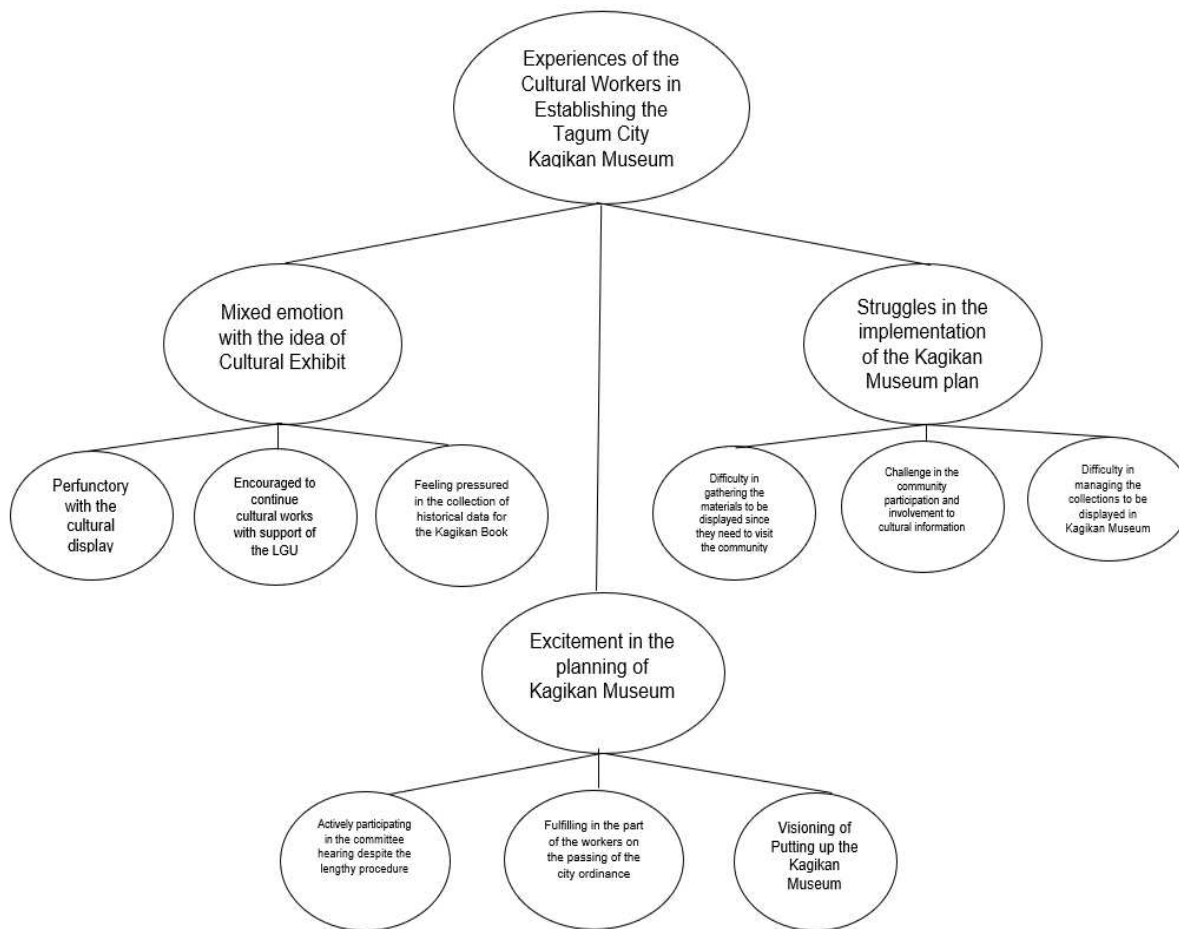 Experiences of the
Cultural Workers in
Establishing the
Tagum City
Kagikan Museum
Mixed emotion
with the idea of
Cultural Exhibit
Struggles in the
implementation
of the Kagikan
Museum plan
Perfunctory
with the
cultural
display
Encouraged to
continue
cultural works
with support of
the LGU
Feeling pressured
in the collection of
historical data for
the Kagikan Book
Difficulty in
gathering the
materials to be
displayed since
they need to visit
the community
Challenge in the
community
participation and
involvement to
cultural information
Difficulty in
managing the
collections to be
displayed in
Kagikan Museum
Excitement in the
planning of
Kagikan Museum
Actively participating
in the committee
hearing despite the
lengthy procedure
Fulfilling in the part
of the workers on
the passing of the
city ordinance
Visioning of
Putting up the
Kagikan
Museum